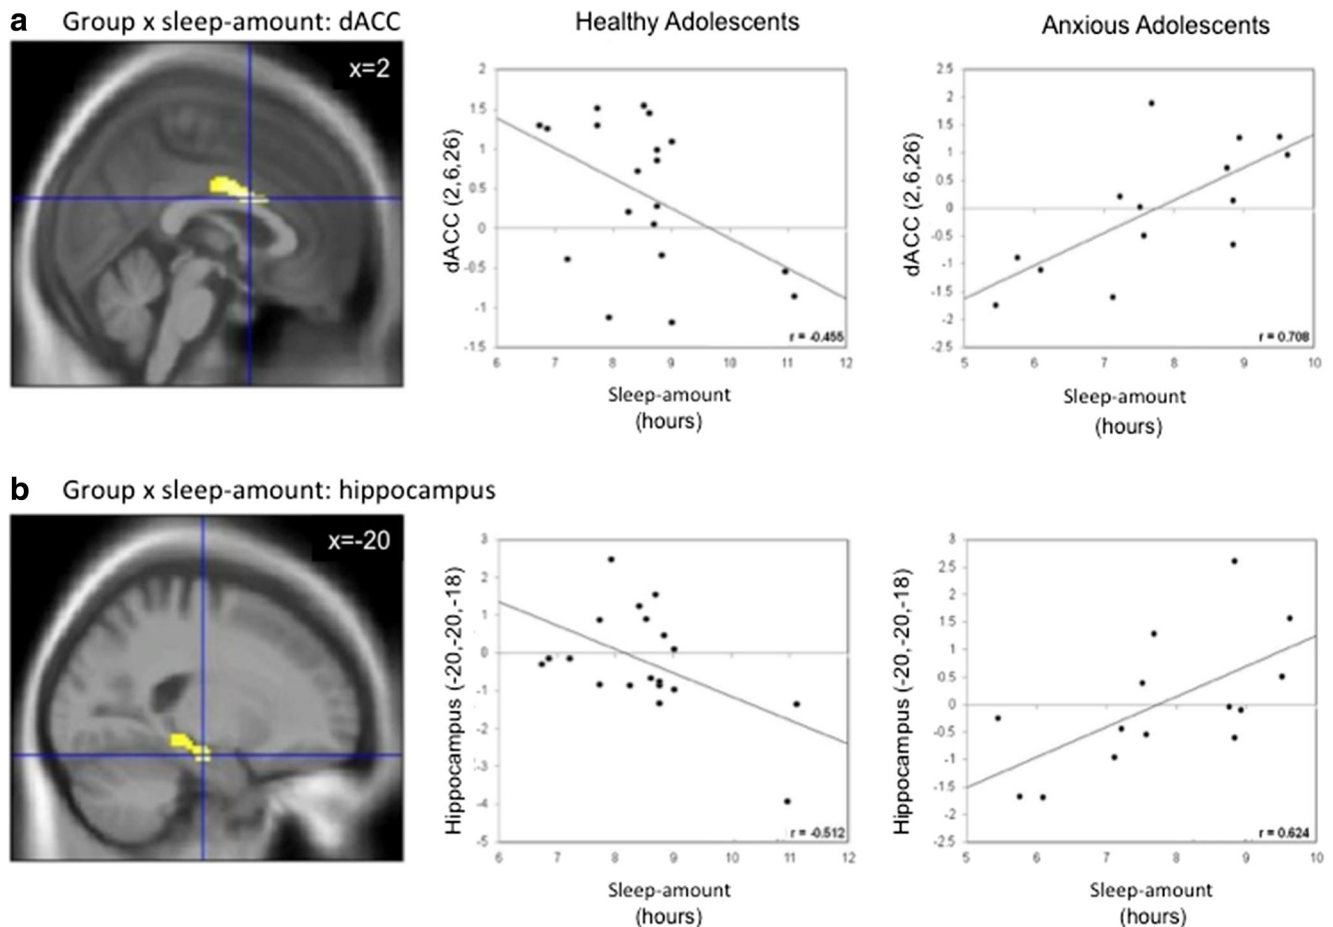 a Group x sleep-amount: dACC
x=2
Healthy Adolescents
dACC (2,6,26)
2
1.5
1
0.5
0
-0.5
-1
-1.5
6 7 8 9 10 11 12
r = -0.455
Sleep-amount
(hours)
Anxious Adolescents
dACC (2,6,26)
2.5
2
1.5
1
0.5
0
-0.5
-1
-1.5
-2
-2.5
5 6 7 8 9 10
r = 0.708
Sleep-amount
(hours)
b Group x sleep-amount: hippocampus
x=-20
Hippocampus (-20,-20,-18)
3
2
1
0
-1
-2
-3
-4
-5
6 7 8 9 10 11 12
r = -0.512
Sleep-amount
(hours)
Hippocampus (-20,-20,-18)
3
2.5
2
1.5
1
0.5
0
-0.5
-1
-1.5
-2
-2.5
5 6 7 8 9 10
r = 0.624
Sleep-amount
(hours)